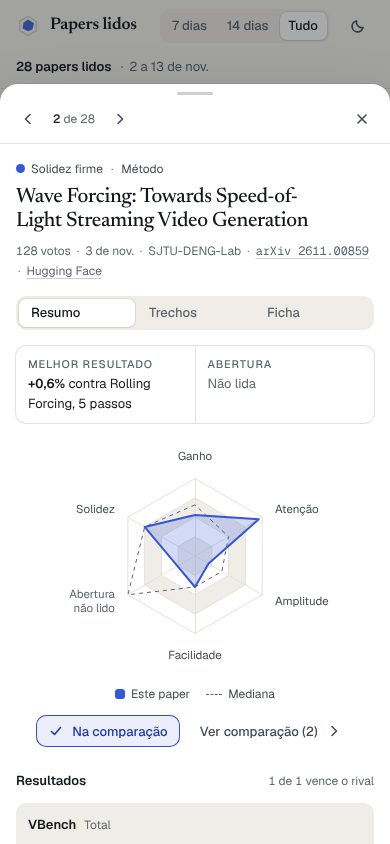 Papers lidos
7 dias
14 dias
Tudo
28 papers lidos · 2 a 13 de nov.
2 de 28
Solidez firme · Método
Wave Forcing: Towards Speed-of-
Light Streaming Video Generation
128 votos · 3 de nov. · SJTU-DENG-Lab · arXiv 2611.00859
· Hugging Face
Resumo
Trechos
Ficha
MELHOR RESULTADO
+0,6% contra Rolling
Forcing, 5 passos
ABERTURA
Não lida
Ganho
Solidez
Atenção
Abertura
não lido
Amplitude
Facilidade
Este paper
Mediana
Na comparação
Ver comparação (2)
Resultados
1 de 1 vence o rival
VBench Total